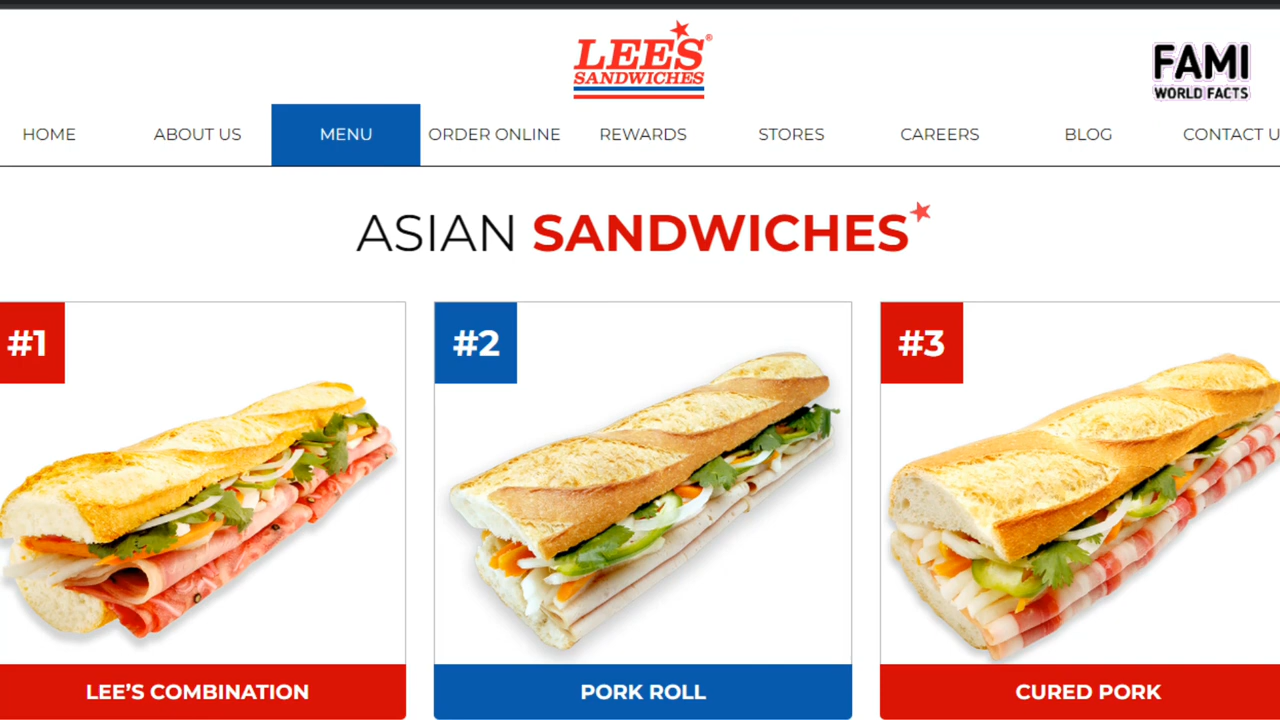 LEE'S®
SANDWICHES
FAMI
WORLD FACTS
HOME ABOUT US MENU ORDER ONLINE REWARDS STORES CAREERS BLOG CONTACT U
ASIAN SANDWICHES
#1 #2 #3
LEE'S COMBINATION PORK ROLL CURED PORK